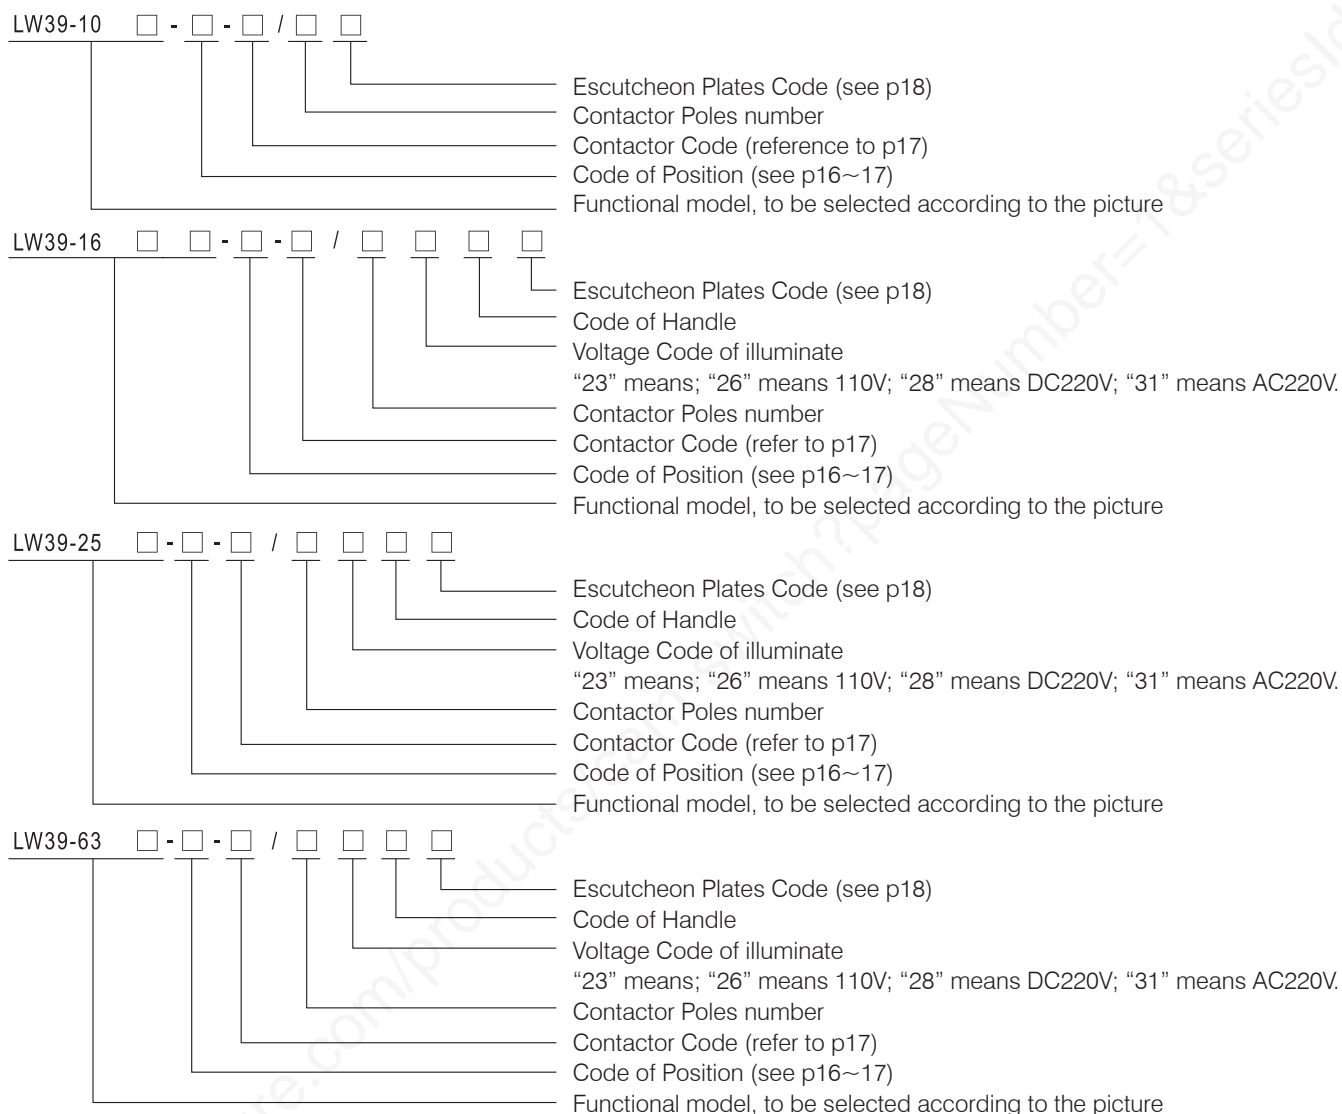 LW39-10 □ - □ - □ / □ □
Escutcheon Plates Code (see p18)
Contactor Poles number
Contactor Code (reference to p17)
Code of Position (see p16~17)
Functional model, to be selected according to the picture
LW39-16 □ □ - □ - □ / □ □ □ □
Escutcheon Plates Code (see p18)
Code of Handle
Voltage Code of illuminate
“23” means; “26” means 110V; “28” means DC220V; “31” means AC220V.
Contactor Poles number
Contactor Code (refer to p17)
Code of Position (see p16~17)
Functional model, to be selected according to the picture
LW39-25 □ - □ - □ / □ □ □ □
Escutcheon Plates Code (see p18)
Code of Handle
Voltage Code of illuminate
“23” means; “26” means 110V; “28” means DC220V; “31” means AC220V.
Contactor Poles number
Contactor Code (refer to p17)
Code of Position (see p16~17)
Functional model, to be selected according to the picture
LW39-63 □ - □ - □ / □ □ □ □
Escutcheon Plates Code (see p18)
Code of Handle
Voltage Code of illuminate
“23” means; “26” means 110V; “28” means DC220V; “31” means AC220V.
Contactor Poles number
Contactor Code (refer to p17)
Code of Position (see p16~17)
Functional model, to be selected according to the picture
re.com/products/cam-switch?pageNumber=1&seriesId